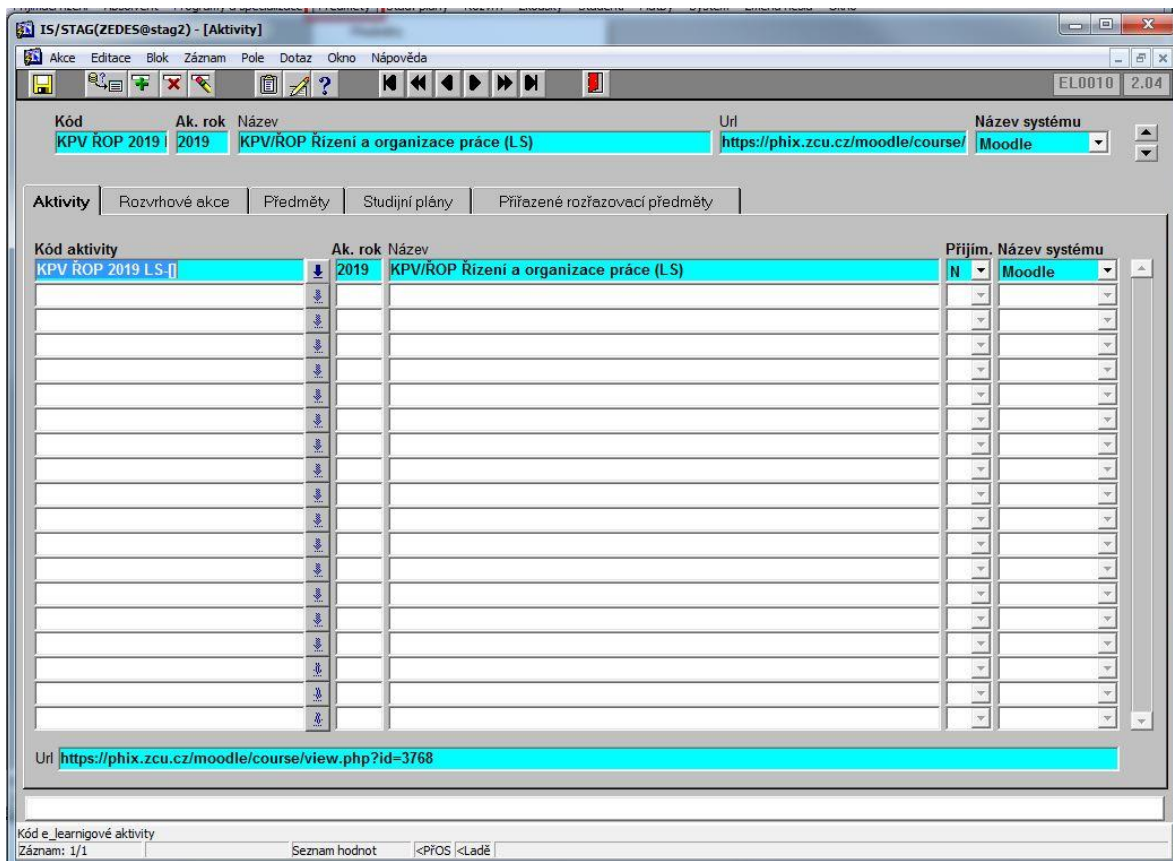 IS/STAG(ZEDES@stag2) - [Aktivity]
Akce Editace Blok Záznam Pole Dotaz Okno Nápověda
EL0010 2.04
Kód Ak. rok Název Url Název systému
KPV ŘOP 2019 2019 KPV/ŘOP Řízení a organizace práce (LS) https://phix.zcu.cz/moodle/course/ Moodle
Aktivity Rozvrhové akce Předměty Studijní plány Přiřazené rozřazovací předměty
Kód aktivity Ak. rok Název Přijím. Název systému
KPV ŘOP 2019 LS-[] 2019 KPV/ŘOP Řízení a organizace práce (LS) N Moodle
Url https://phix.zcu.cz/moodle/course/view.php?id=3768
Kód e_learnigové aktivity
Záznam: 1/1 Seznam hodnot <PřOS <Ladě